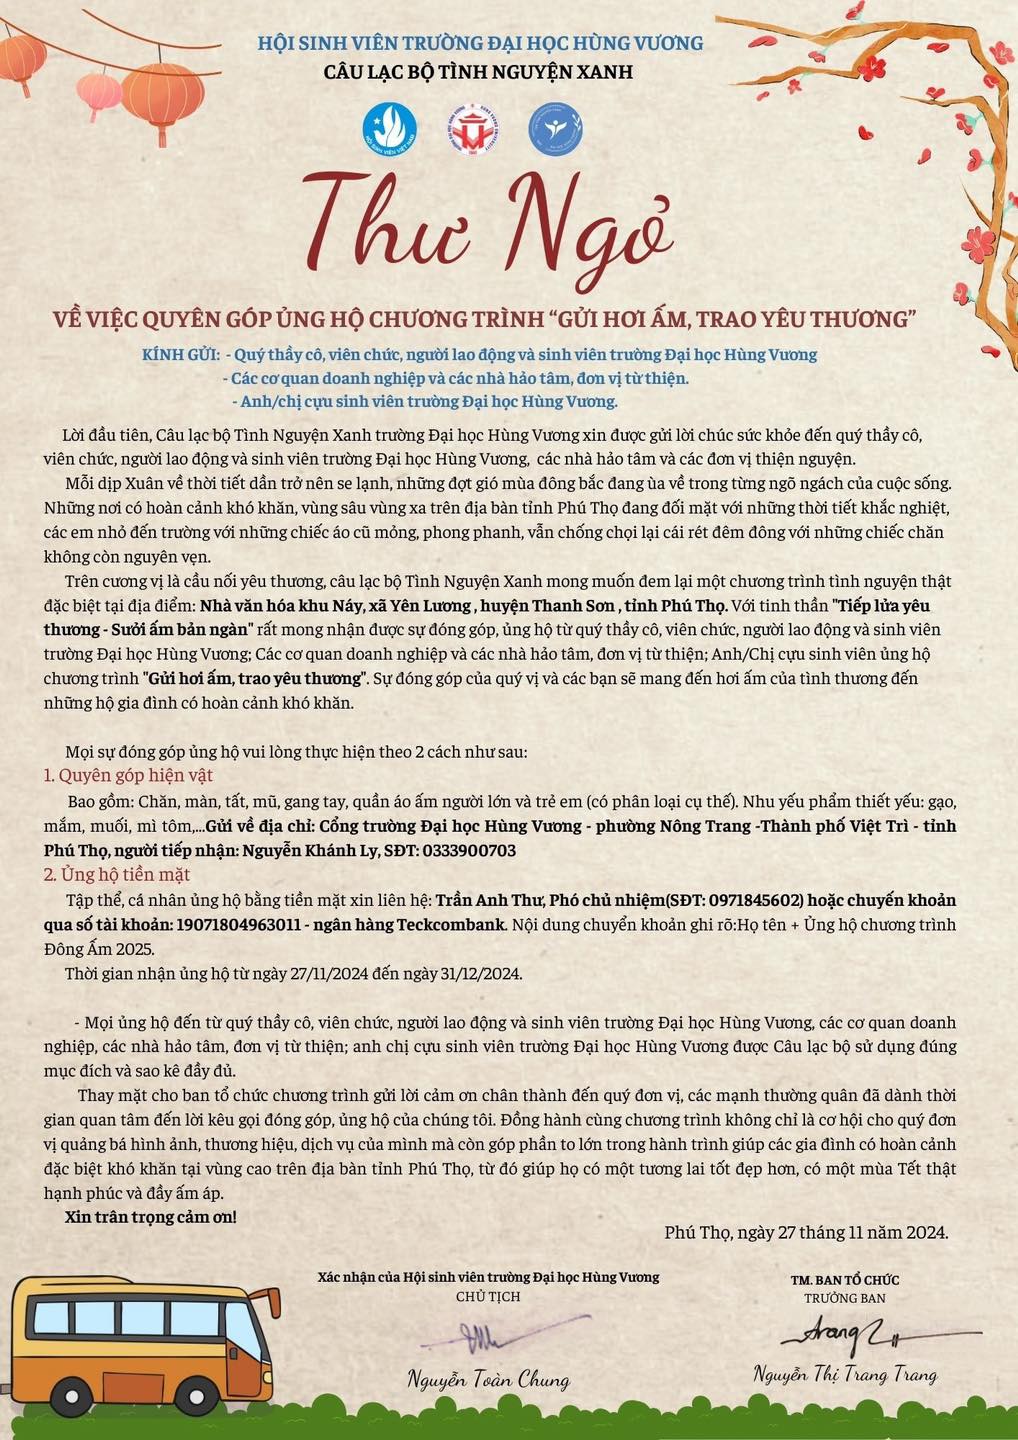 HỘI SINH VIÊN TRƯỜNG ĐẠI HỌC HÙNG VƯƠNG
CÂU LẠC BỘ TÌNH NGUYỆN XANH
HỘI SINH VIÊN VIỆT NAM
Thư Ngỏ
VỀ VIỆC QUYÊN GÓP ỦNG HỘ CHƯƠNG TRÌNH “GỬI HƠI ẤM, TRAO YÊU THƯƠNG”
KÍNH GỬI: - Quý thầy cô, viên chức, người lao động và sinh viên trường Đại học Hùng Vương
- Các cơ quan doanh nghiệp và các nhà hảo tâm, đơn vị từ thiện.
- Anh/chị cựu sinh viên trường Đại học Hùng Vương.
Lời đầu tiên, Câu lạc bộ Tình Nguyện Xanh trường Đại học Hùng Vương xin được gửi lời chúc sức khỏe đến quý thầy cô,
viên chức, người lao động và sinh viên trường Đại học Hùng Vương, các nhà hảo tâm và các đơn vị thiện nguyện.
Mỗi dịp Xuân về thời tiết dần trở nên se lạnh, những đợt gió mùa đông bắc đang ùa về trong từng ngõ ngách của cuộc sống.
Những nơi có hoàn cảnh khó khăn, vùng sâu vùng xa trên địa bàn tỉnh Phú Thọ đang đối mặt với những thời tiết khắc nghiệt,
các em nhỏ đến trường với những chiếc áo cũ mỏng, phong phanh, vẫn chống chọi lại cái rét đêm đông với những chiếc chăn
không còn nguyên vẹn.
Trên cương vị là cầu nối yêu thương, câu lạc bộ Tình Nguyện Xanh mong muốn đem lại một chương trình tình nguyện thật
đặc biệt tại địa điểm: Nhà văn hóa khu Náy, xã Yên Lương , huyện Thanh Sơn , tỉnh Phú Thọ. Với tinh thần "Tiếp lửa yêu
thương - Sưởi ấm bản ngàn" rất mong nhận được sự đóng góp, ủng hộ từ quý thầy cô, viên chức, người lao động và sinh viên
trường Đại học Hùng Vương; Các cơ quan doanh nghiệp và các nhà hảo tâm, đơn vị từ thiện; Anh/Chị cựu sinh viên ủng hộ
chương trình "Gửi hơi ấm, trao yêu thương". Sự đóng góp của quý vị và các bạn sẽ mang đến hơi ấm của tình thương đến
những hộ gia đình có hoàn cảnh khó khăn.
Mọi sự đóng góp ủng hộ vui lòng thực hiện theo 2 cách như sau:
1. Quyên góp hiện vật
Bao gồm: Chăn, màn, tất, mũ, gang tay, quần áo ấm người lớn và trẻ em (có phân loại cụ thể). Nhu yếu phẩm thiết yếu: gạo,
mắm, muối, mì tôm,...Gửi về địa chỉ: Cổng trường Đại học Hùng Vương - phường Nông Trang -Thành phố Việt Trì - tỉnh
Phú Thọ, người tiếp nhận: Nguyễn Khánh Ly, SĐT: 0333900703
2. Ủng hộ tiền mặt
Tập thể, cá nhân ủng hộ bằng tiền mặt xin liên hệ: Trần Anh Thư, Phó chủ nhiệm(SĐT: 0971845602) hoặc chuyển khoản
qua số tài khoản: 19071804963011 - ngân hàng Teckcombank. Nội dung chuyển khoản ghi rõ:Họ tên + Ủng hộ chương trình
Đông Ấm 2025.
Thời gian nhận ủng hộ từ ngày 27/11/2024 đến ngày 31/12/2024.
- Mọi ủng hộ đến từ quý thầy cô, viên chức, người lao động và sinh viên trường Đại học Hùng Vương, các cơ quan doanh
nghiệp, các nhà hảo tâm, đơn vị từ thiện; anh chị cựu sinh viên trường Đại học Hùng Vương được Câu lạc bộ sử dụng đúng
mục đích và sao kê đầy đủ.
Thay mặt cho ban tổ chức chương trình gửi lời cảm ơn chân thành đến quý đơn vị, các mạnh thường quân đã dành thời
gian quan tâm đến lời kêu gọi đóng góp, ủng hộ của chúng tôi. Đồng hành cùng chương trình không chỉ là cơ hội cho quý đơn
vị quảng bá hình ảnh, thương hiệu, dịch vụ của mình mà còn góp phần to lớn trong hành trình giúp các gia đình có hoàn cảnh
đặc biệt khó khăn tại vùng cao trên địa bàn tỉnh Phú Thọ, từ đó giúp họ có một tương lai tốt đẹp hơn, có một mùa Tết thật
hạnh phúc và đầy ấm áp.
Xin trân trọng cảm ơn!
Phú Thọ, ngày 27 tháng 11 năm 2024.
Xác nhận của Hội sinh viên trường Đại học Hùng Vương
CHỦ TỊCH
Nguyễn Toàn Chung
TM. BAN TỔ CHỨC
TRƯỞNG BAN
Nguyễn Thị Trang Trang